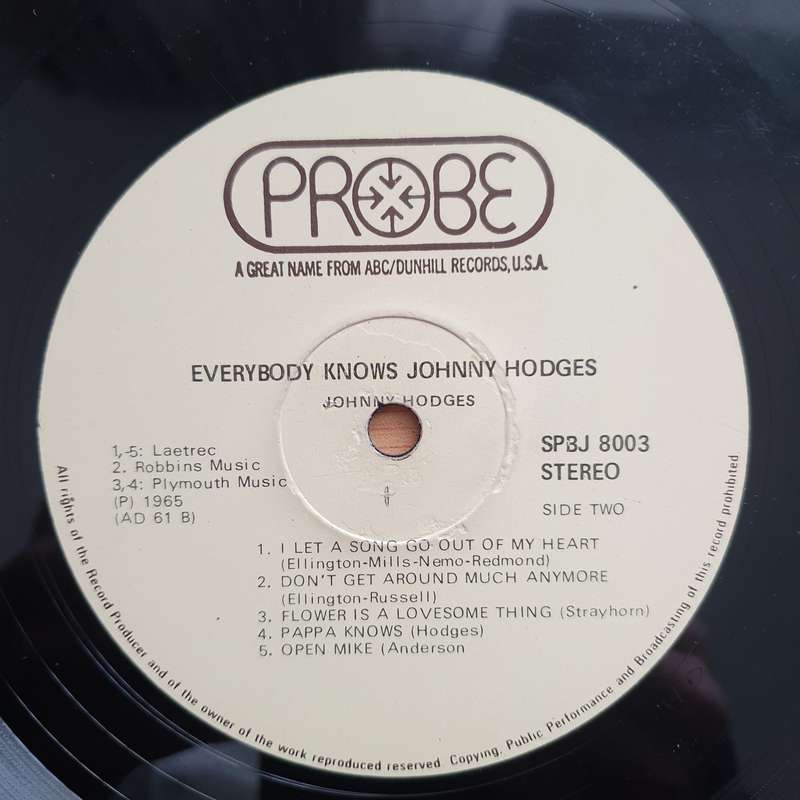 PROBE
A GREAT NAME FROM ABC/DUNHILL RECORDS, U.S.A.
EVERYBODY KNOWS JOHNNY HODGES
JOHNNY HODGES
1,-5: Laetrec
2. Robbins Music
3,-4: Plymouth Music
(P) 1965
(AD 61 B)
SPBJ 8003
STEREO
SIDE TWO
1. I LET A SONG GO OUT OF MY HEART
(Ellington-Mills-Nemo-Redmond)
2. DON'T GET AROUND MUCH ANYMORE
(Ellington-Russell)
3. FLOWER IS A LOVESOME THING (Strayhorn)
4. PAPPA KNOWS (Hodges)
5. OPEN MIKE (Anderson
All rights of the Record Producer and of the owner of the work reproduced reserved. Copying, Public Performance and Broadcasting of this record prohibited